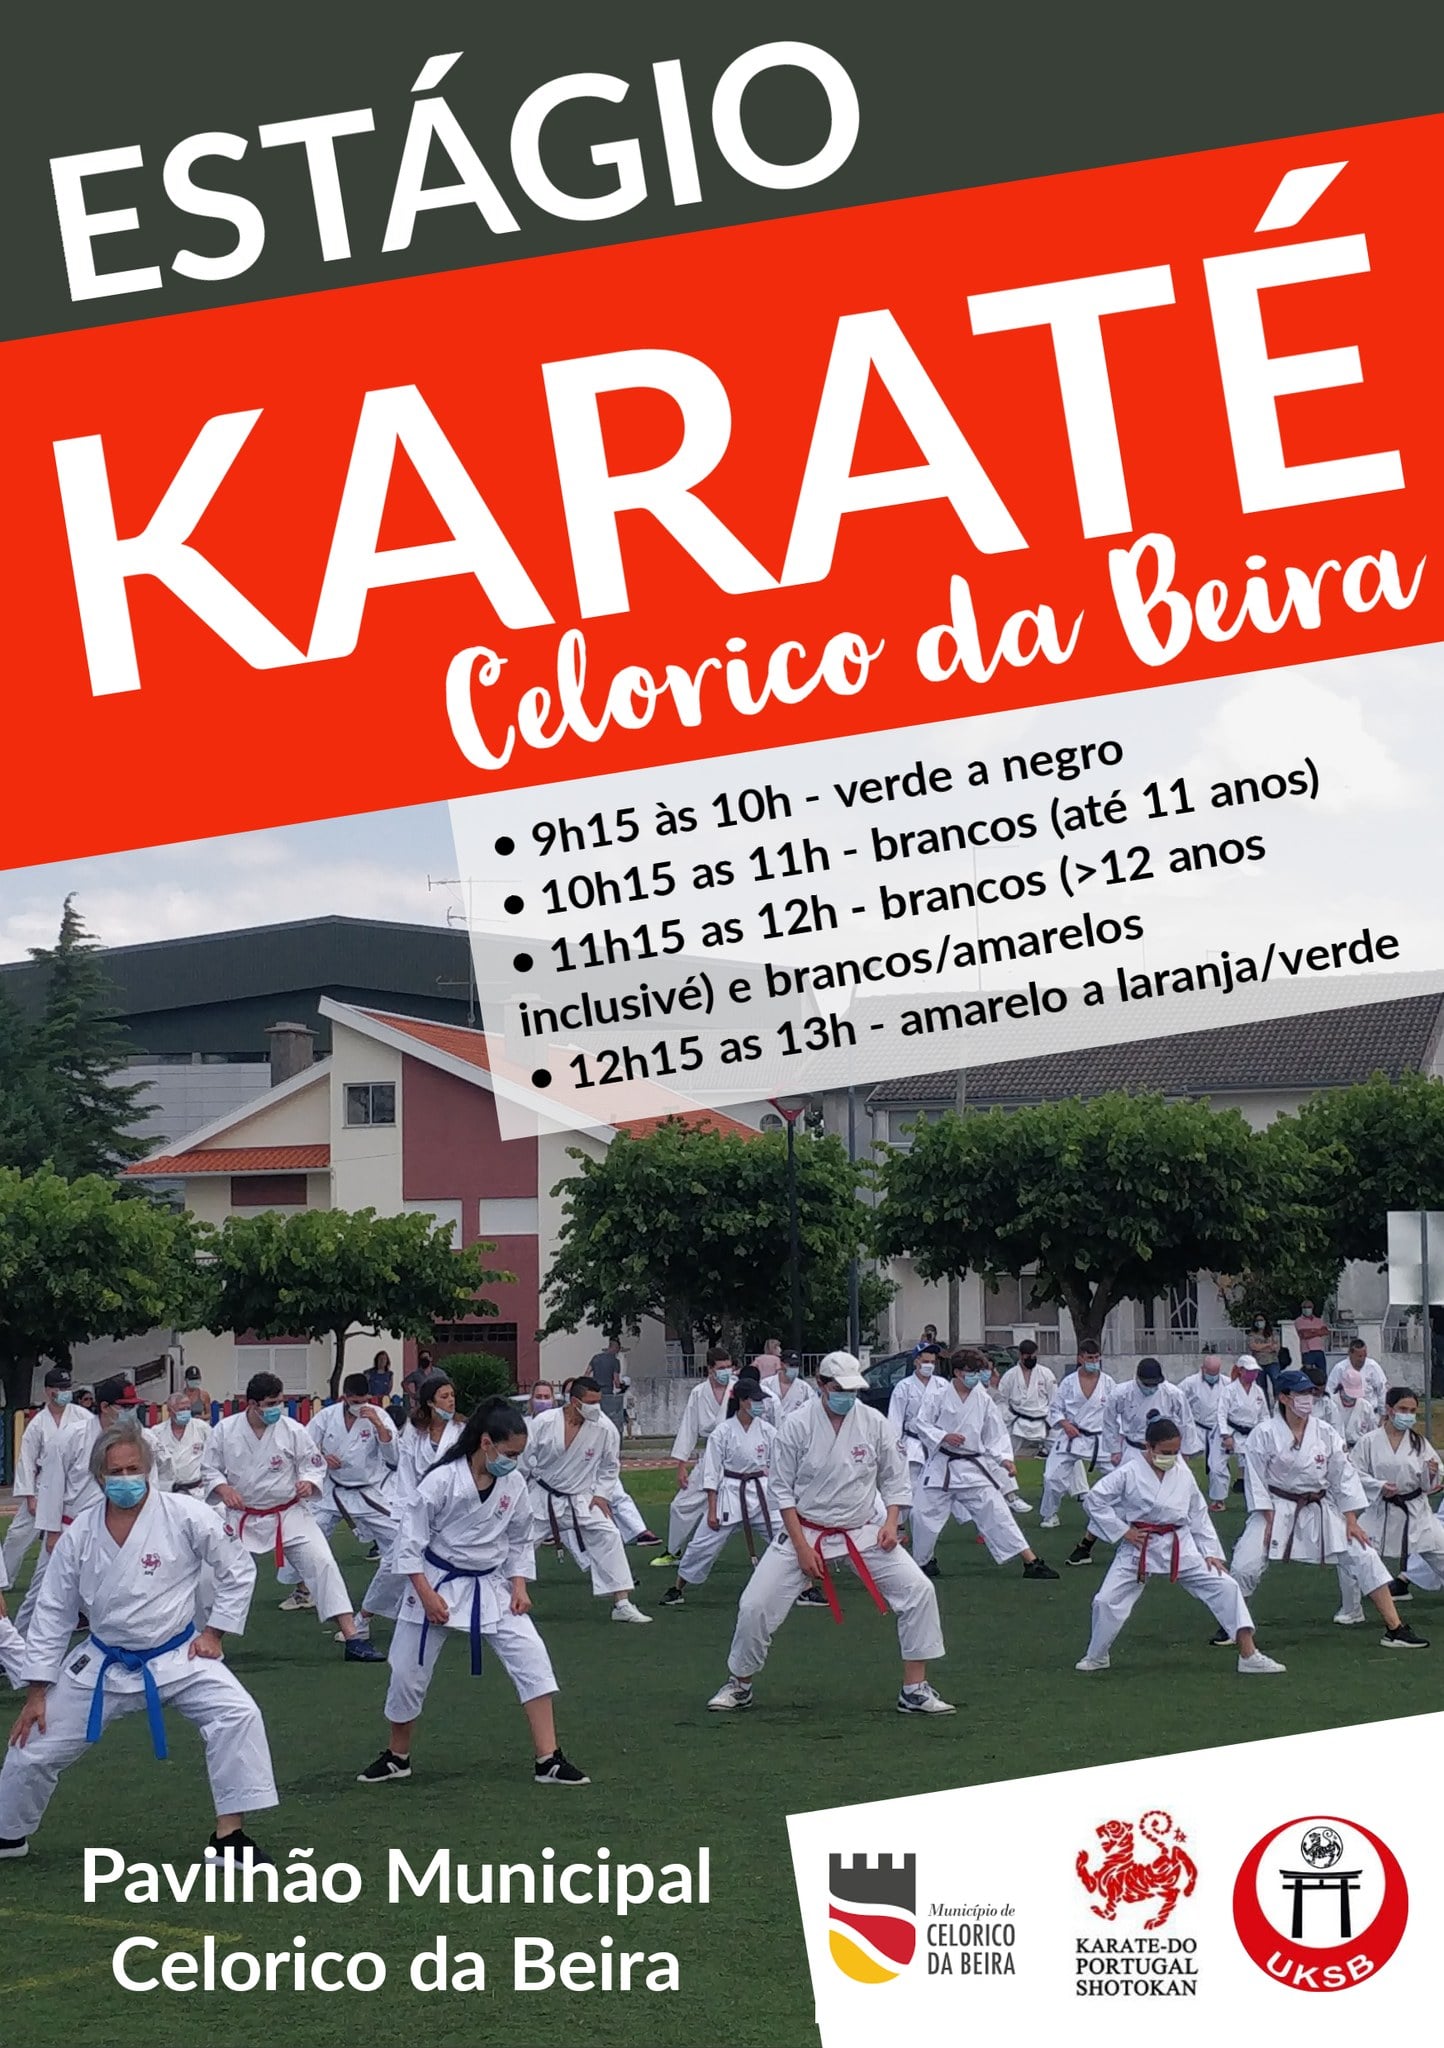 ESTÁGIO
KARATÉ
Celorico da Beira
• 9h15 às 10h - verde a negro
• 10h15 as 11h - brancos (até 11 anos)
• 11h15 as 12h - brancos (>12 anos
inclusivé) e brancos/amarelos
• 12h15 as 13h - amarelo a laranja/verde
Pavilhão Municipal
Celorico da Beira
Município de
CELORICO
DA BEIRA
KARATE-DO
PORTUGAL
SHOTOKAN
UKSB